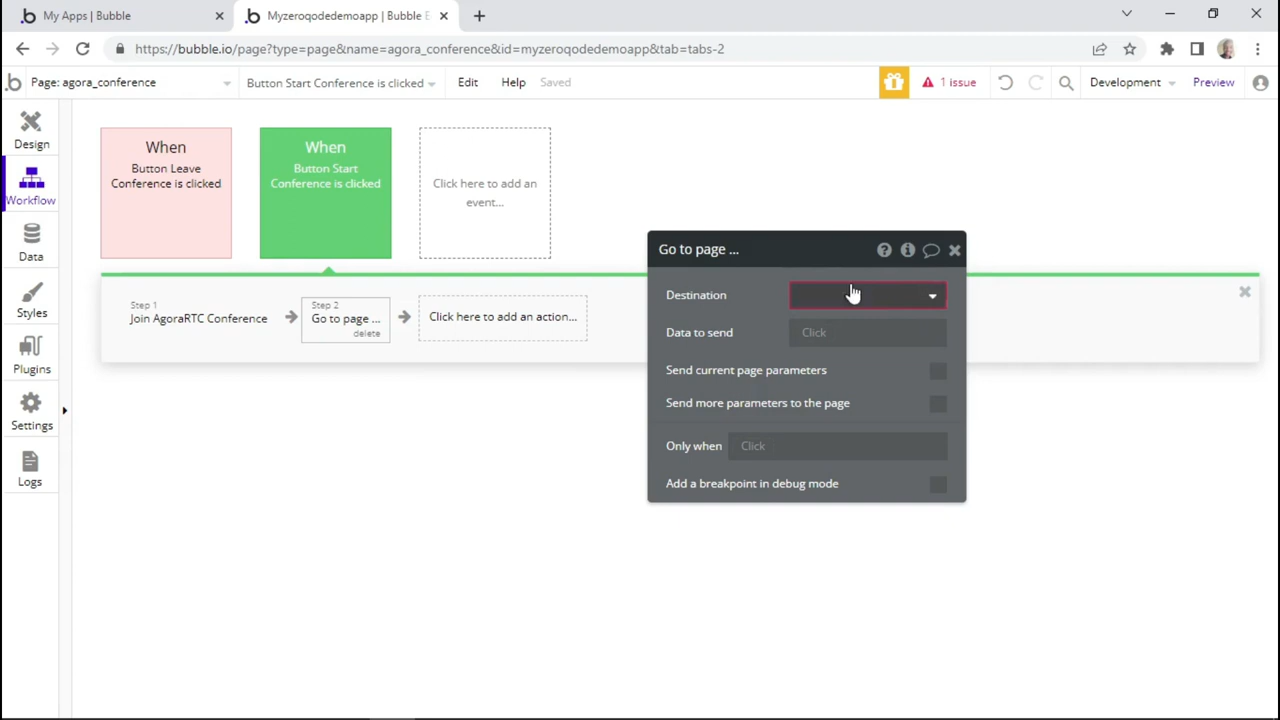 My Apps | Bubble
Myzeroqodedemoapp | Bubble E
https://bubble.io/page?type=page&name=agora_conference&id=myzeroqodedemoapp&tab=tabs-2
Page: agora_conference
Button Start Conference is clicked
Edit
Help
Saved
1 issue
Development
Preview
Design
Workflow
Data
Styles
Plugins
Settings
Logs
When
Button Leave
Conference is clicked
When
Button Start
Conference is clicked
Click here to add an
event...
Step 1
Join AgoraRTC Conference
Step 2
Go to page ...
delete
Click here to add an action...
Go to page ...
Destination
Data to send
Click
Send current page parameters
Send more parameters to the page
Only when
Click
Add a breakpoint in debug mode